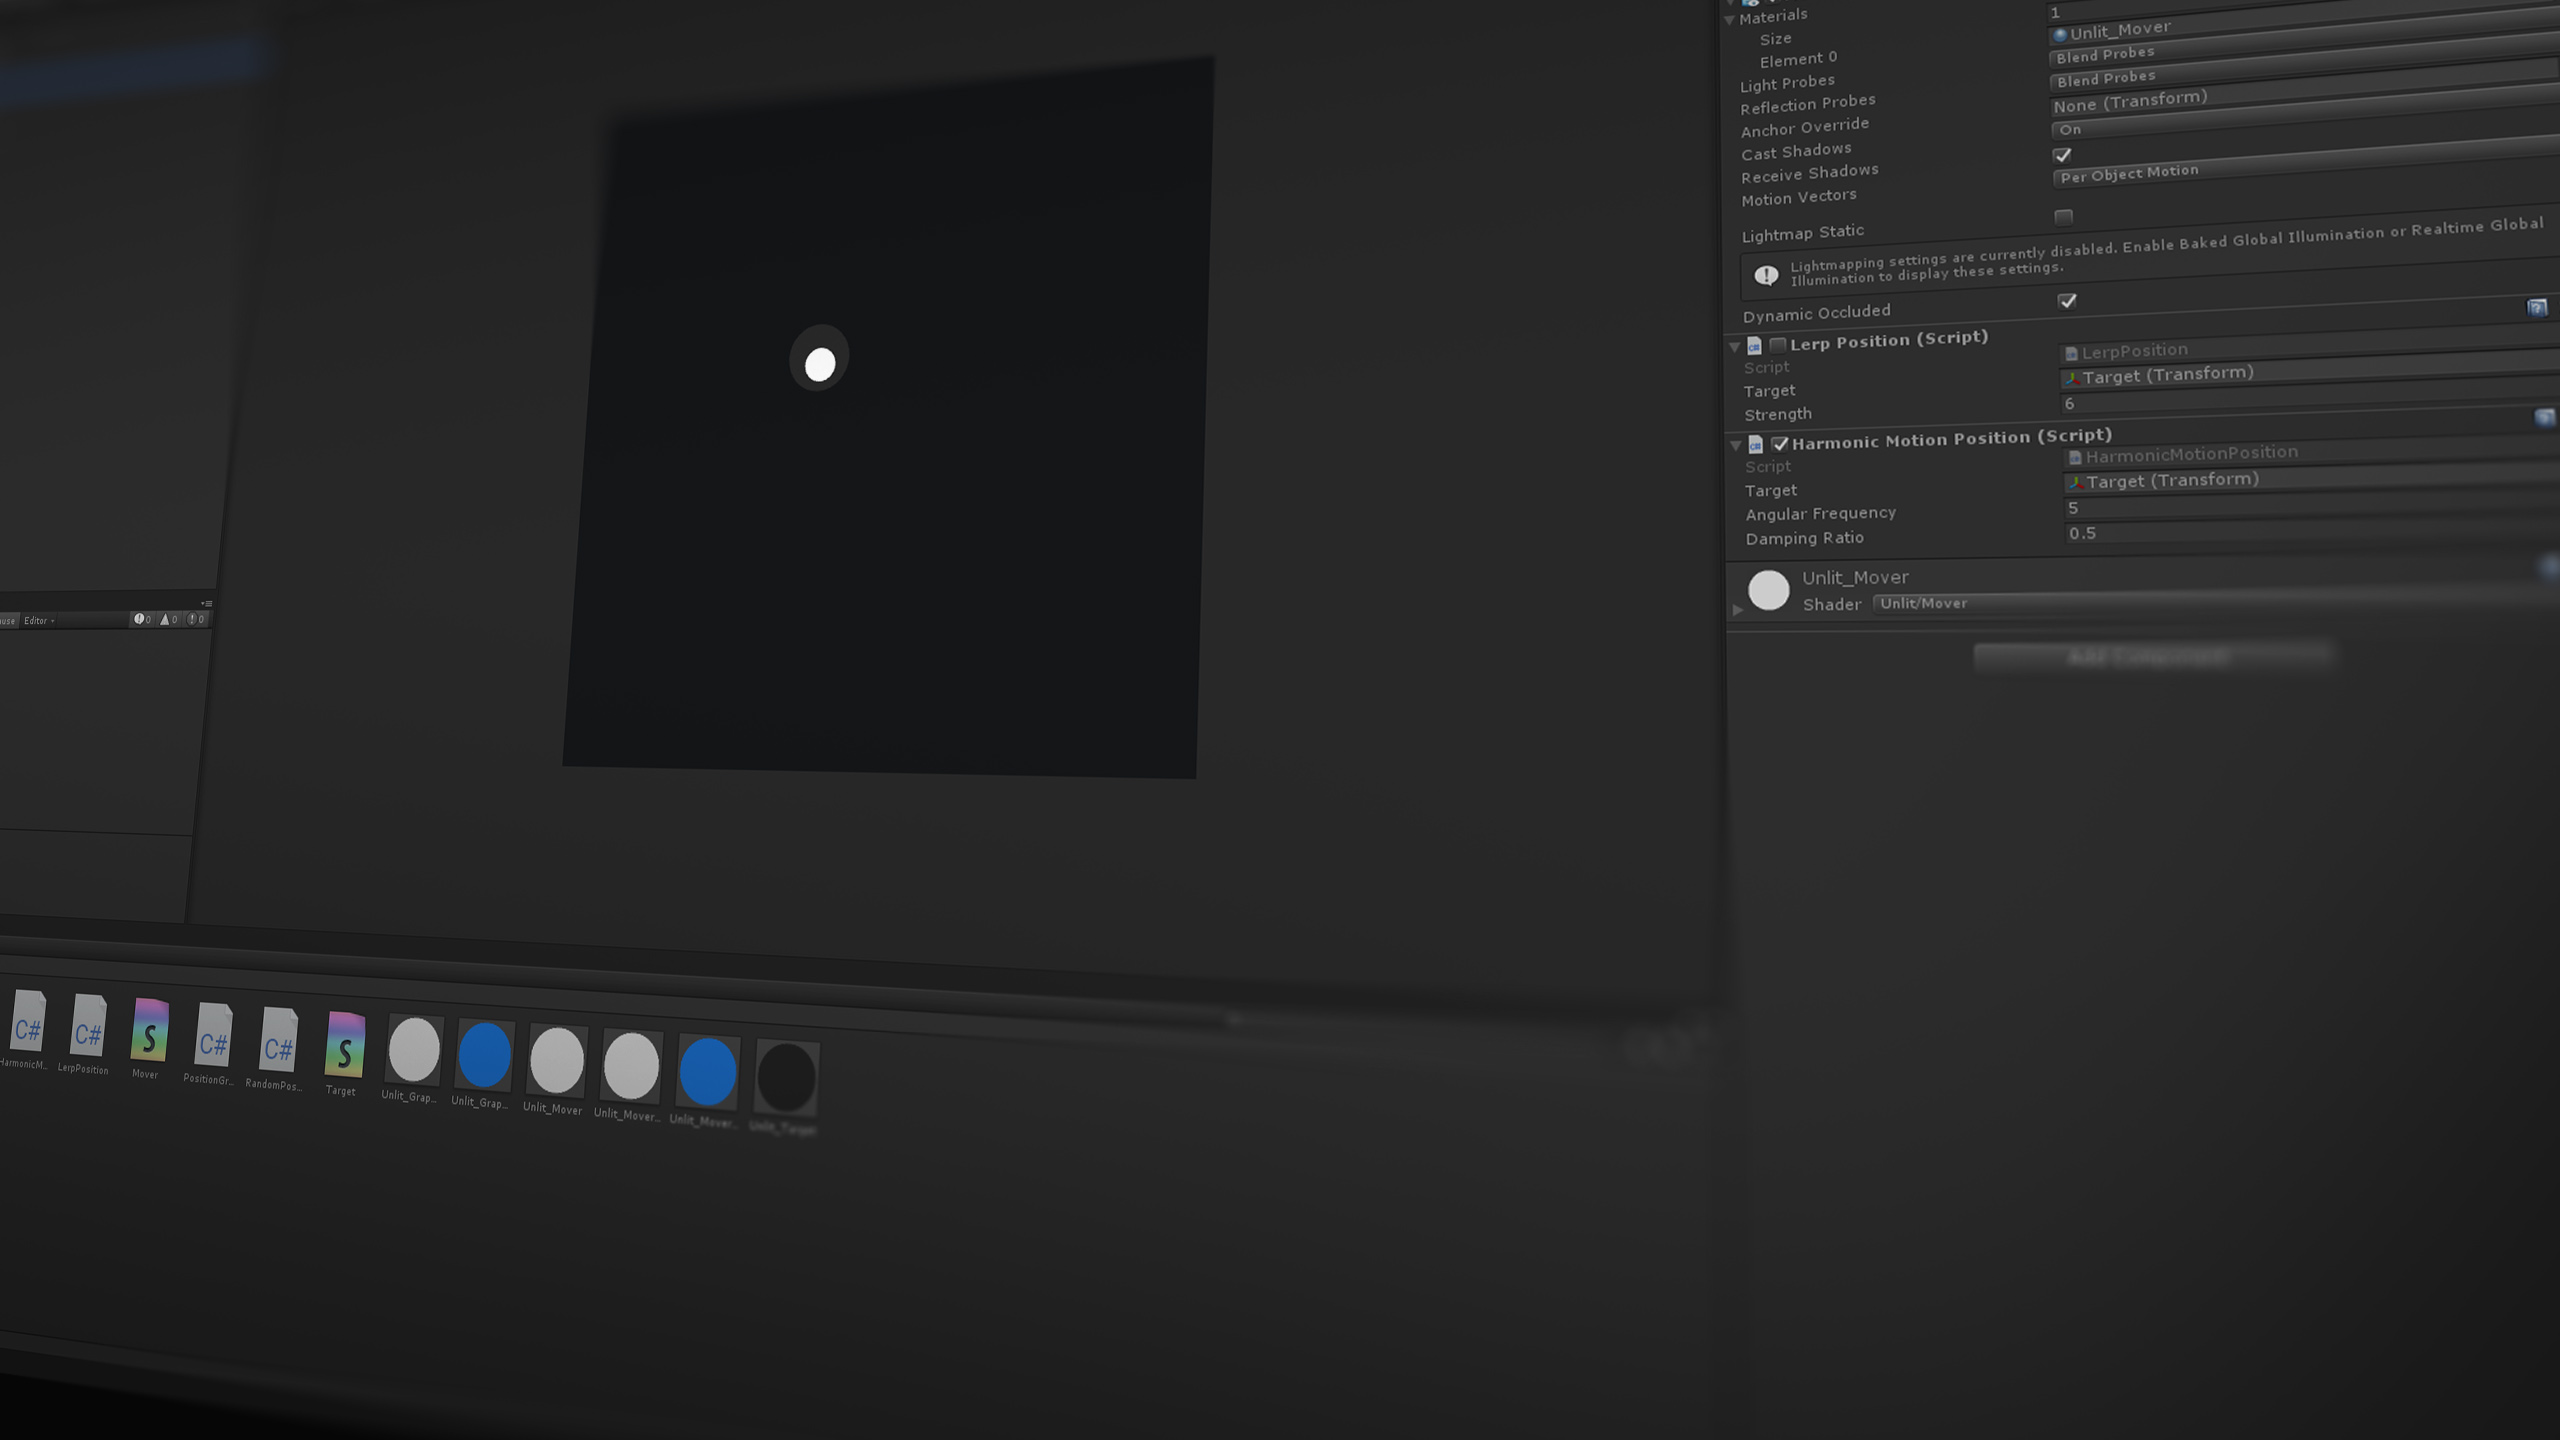 Materials
Size 1
Element 0 Unlit_Mover
Light Probes Blend Probes
Reflection Probes Blend Probes
Anchor Override None (Transform)
Cast Shadows On
Receive Shadows
Motion Vectors Per Object Motion
Lightmap Static
Lightmapping settings are currently disabled. Enable Baked Global Illumination or Realtime Global
Illumination to display these settings.
Dynamic Occluded
Lerp Position (Script)
Script LerpPosition
Target Target (Transform)
Strength 6
Harmonic Motion Position (Script)
Script HarmonicMotionPosition
Target Target (Transform)
Angular Frequency 5
Damping Ratio 0.5
Unlit_Mover
Shader Unlit/Mover
Add Component
Editor 0 0 0
C# C# S C# C# S
HarmonicM... LerpPosition Mover PositionGr... RandomPos... Target Unlit_Grap... Unlit_Grap... Unlit_Mover Unlit_Mover... Unlit_Mover... Unlit_Target